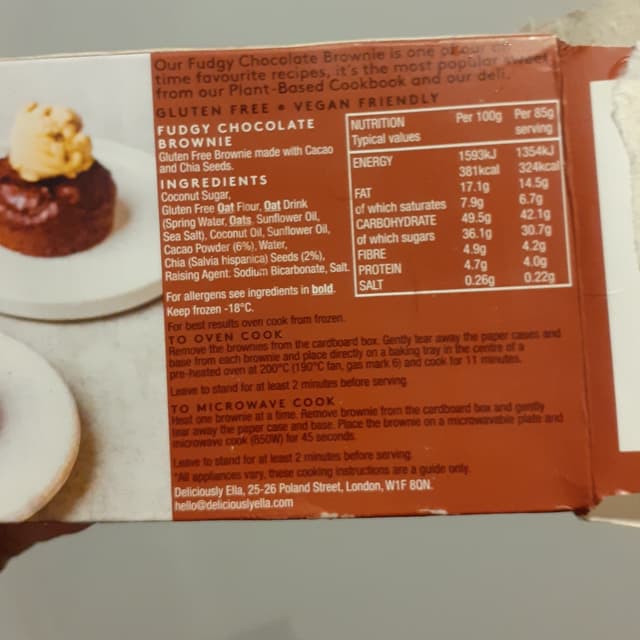 Our Fudgy Chocolate Brownie is one of our
time favourite recipes, it's the most popular sweet
from our Plant-Based Cookbook and our deli.
GLUTEN FREE • VEGAN FRIENDLY
FUDGY CHOCOLATE
BROWNIE
Gluten Free Brownie made with Cacao
and Chia Seeds.
INGREDIENTS
Coconut Sugar,
Gluten Free Oat Flour, Oat Drink
(Spring Water, Oats, Sunflower Oil,
Sea Salt), Coconut Oil, Sunflower Oil,
Cacao Powder (6%), Water,
Chia (Salvia hispanica) Seeds (2%),
Raising Agent: Sodium Bicarbonate, Salt.
For allergens see ingredients in bold.
Keep frozen -18°C.
NUTRITION Per 100g Per 85g
Typical values serving
ENERGY 1593kJ 1354kJ
381kcal 324kcal
FAT 17.1g 14.5g
of which saturates 7.9g 6.7g
CARBOHYDRATE 49.5g 42.1g
of which sugars 36.1g 30.7g
FIBRE 4.9g 4.2g
PROTEIN 4.7g 4.0g
SALT 0.26g 0.22g
For best results oven cook from frozen.
TO OVEN COOK
Remove the brownies from the cardboard box. Gently tear away the paper cases and
base from each brownie and place directly on a baking tray in the centre of a
pre-heated oven at 200°C (190°C fan, gas mark 6) and cook for 11 minutes.
Leave to stand for at least 2 minutes before serving.
TO MICROWAVE COOK
Heat one brownie at a time. Remove brownie from the cardboard box and gently
tear away the paper case and base. Place the brownie on a microwavable plate and
microwave cook (850W) for 45 seconds.
Leave to stand for at least 2 minutes before serving.
*All appliances vary, these cooking instructions are a guide only.
Deliciously Ella, 25-26 Poland Street, London, W1F 8QN.
hello@deliciouslyella.com